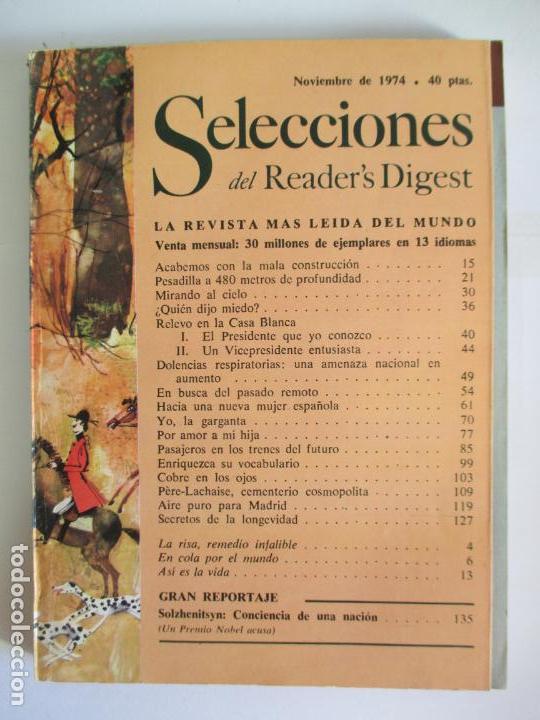 Noviembre de 1974 • 40 ptas.
Selecciones
del Reader's Digest
LA REVISTA MAS LEIDA DEL MUNDO
Venta mensual: 30 millones de ejemplares en 13 idiomas
Acabemos con la mala construcción . . . . . . . . 15
Pesadilla a 480 metros de profundidad . . . . . . . . 21
Mirando al cielo . . . . . . . . 30
¿Quién dijo miedo? . . . . . . . . 36
Relevo en la Casa Blanca
I. El Presidente que yo conozco . . . . . . . . 40
II. Un Vicepresidente entusiasta . . . . . . . . 44
Dolencias respiratorias: una amenaza nacional en
aumento . . . . . . . . 49
En busca del pasado remoto . . . . . . . . 54
Hacia una nueva mujer española . . . . . . . . 61
Yo, la garganta . . . . . . . . 70
Por amor a mi hija . . . . . . . . 77
Pasajeros en los trenes del futuro . . . . . . . . 85
Enriquezca su vocabulario . . . . . . . . 99
Cobre en los ojos . . . . . . . . 103
Père-Lachaise, cementerio cosmopolita . . . . . . . . 109
Aire puro para Madrid . . . . . . . . 119
Secretos de la longevidad . . . . . . . . 127
La risa, remedio infalible . . . . . . . . 4
En cola por el mundo . . . . . . . . 6
Así es la vida . . . . . . . . 13
GRAN REPORTAJE
Solzhenitsyn: Conciencia de una nación . . . . . . 135
(Un Premio Nobel acusa)
todocoleccion.net